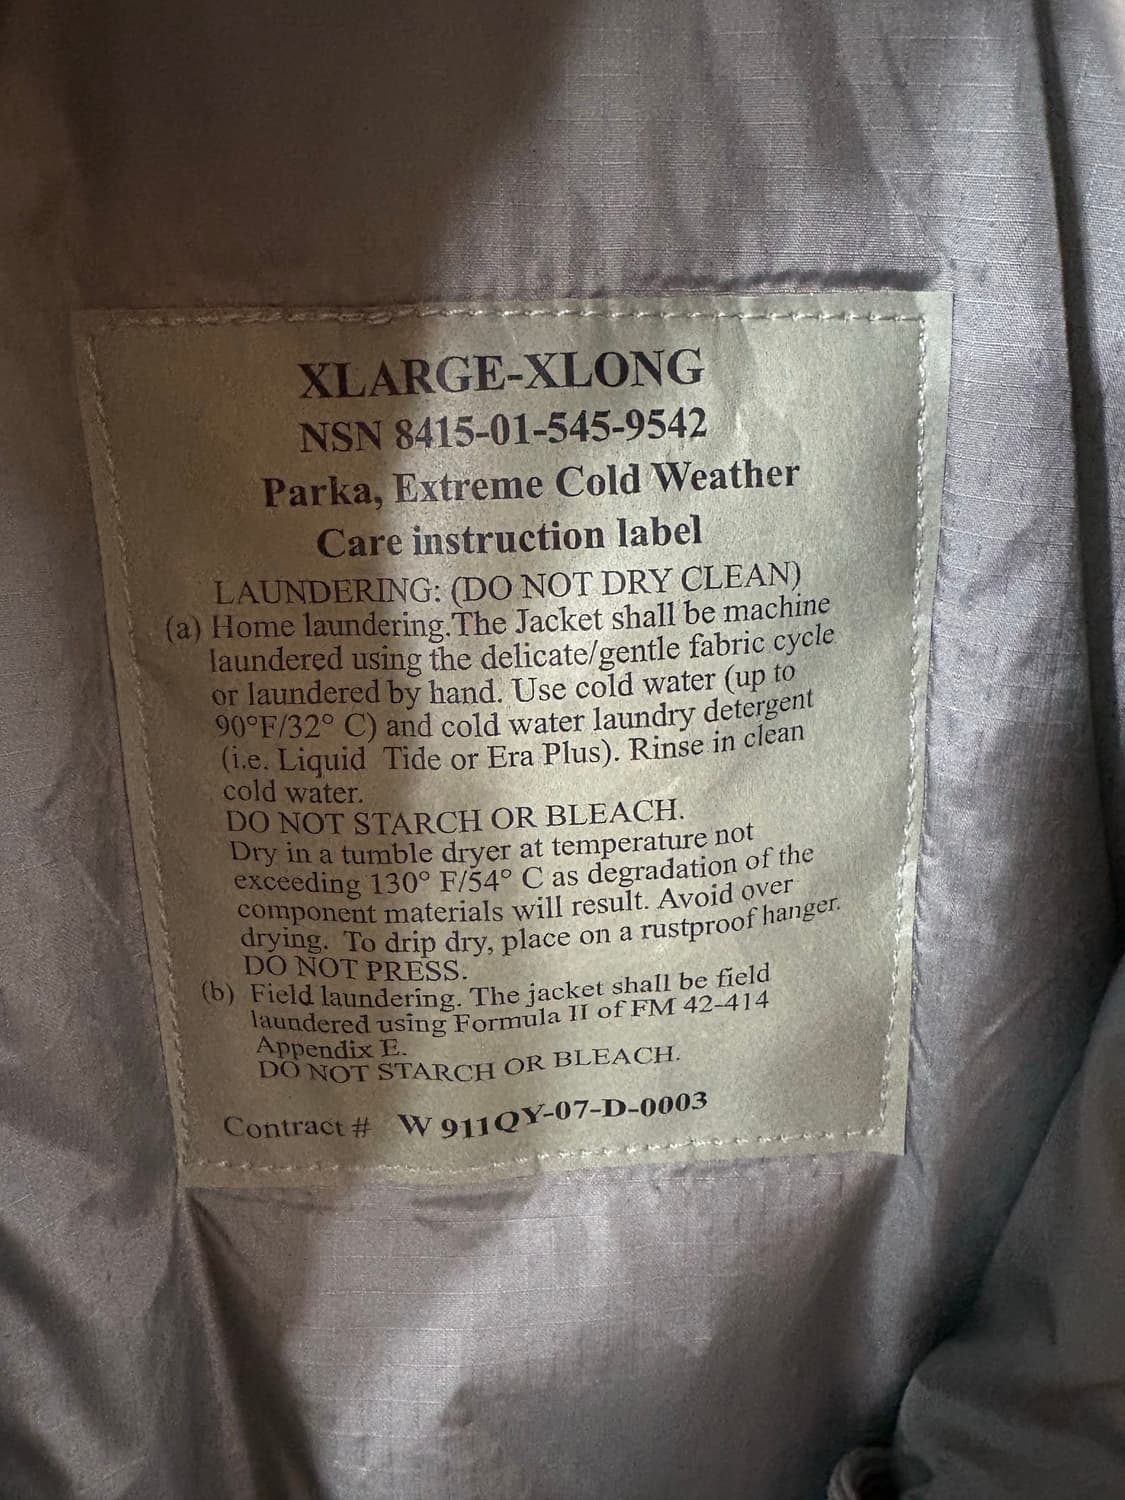 XLARGE-XLONG
NSN 8415-01-545-9542
Parka, Extreme Cold Weather
Care instruction label
LAUNDERING: (DO NOT DRY CLEAN)
(a) Home laundering.The Jacket shall be machine
laundered using the delicate/gentle fabric cycle
or laundered by hand. Use cold water (up to
90°F/32° C) and cold water laundry detergent
(i.e. Liquid Tide or Era Plus). Rinse in clean
cold water.
DO NOT STARCH OR BLEACH.
Dry in a tumble dryer at temperature not
exceeding 130° F/54° C as degradation of the
component materials will result. Avoid over
drying. To drip dry, place on a rustproof hanger.
DO NOT PRESS.
(b) Field laundering. The jacket shall be field
laundered using Formula II of FM 42-414
Appendix E.
DO NOT STARCH OR BLEACH.
Contract # W 911QY-07-D-0003